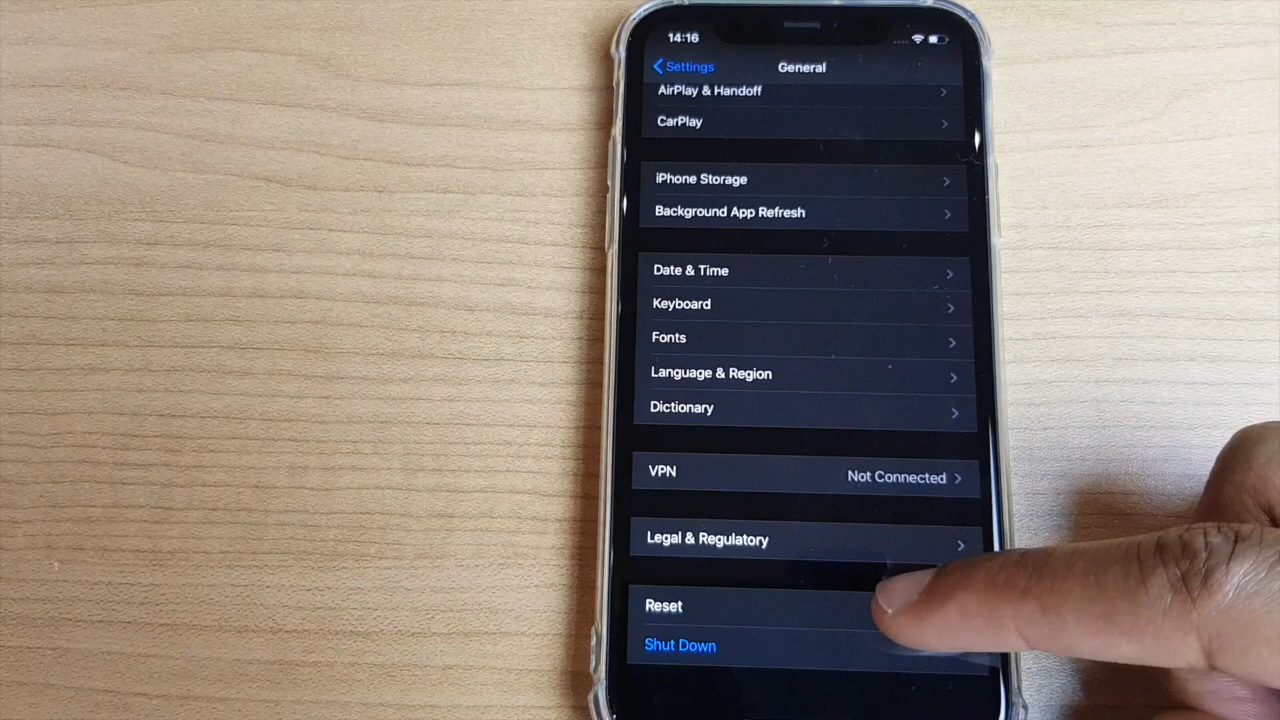 14:16
Settings
General
AirPlay & Handoff
CarPlay
iPhone Storage
Background App Refresh
Date & Time
Keyboard
Fonts
Language & Region
Dictionary
VPN Not Connected
Legal & Regulatory
Reset
Shut Down